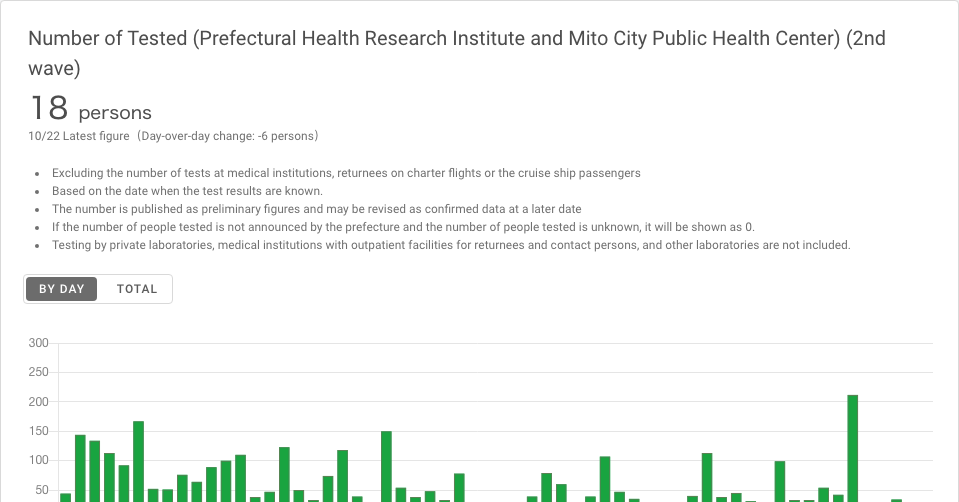 Number of Tested (Prefectural Health Research Institute and Mito City Public Health Center) (2nd
wave)
18 persons
10/22 Latest figure（Day-over-day change: -6 persons）
• Excluding the number of tests at medical institutions, returnees on charter flights or the cruise ship passengers
• Based on the date when the test results are known.
• The number is published as preliminary figures and may be revised as confirmed data at a later date
• If the number of people tested is not announced by the prefecture and the number of people tested is unknown, it will be shown as 0.
• Testing by private laboratories, medical institutions with outpatient facilities for returnees and contact persons, and other laboratories are not included.
BY DAY TOTAL
300
250
200
150
100
50